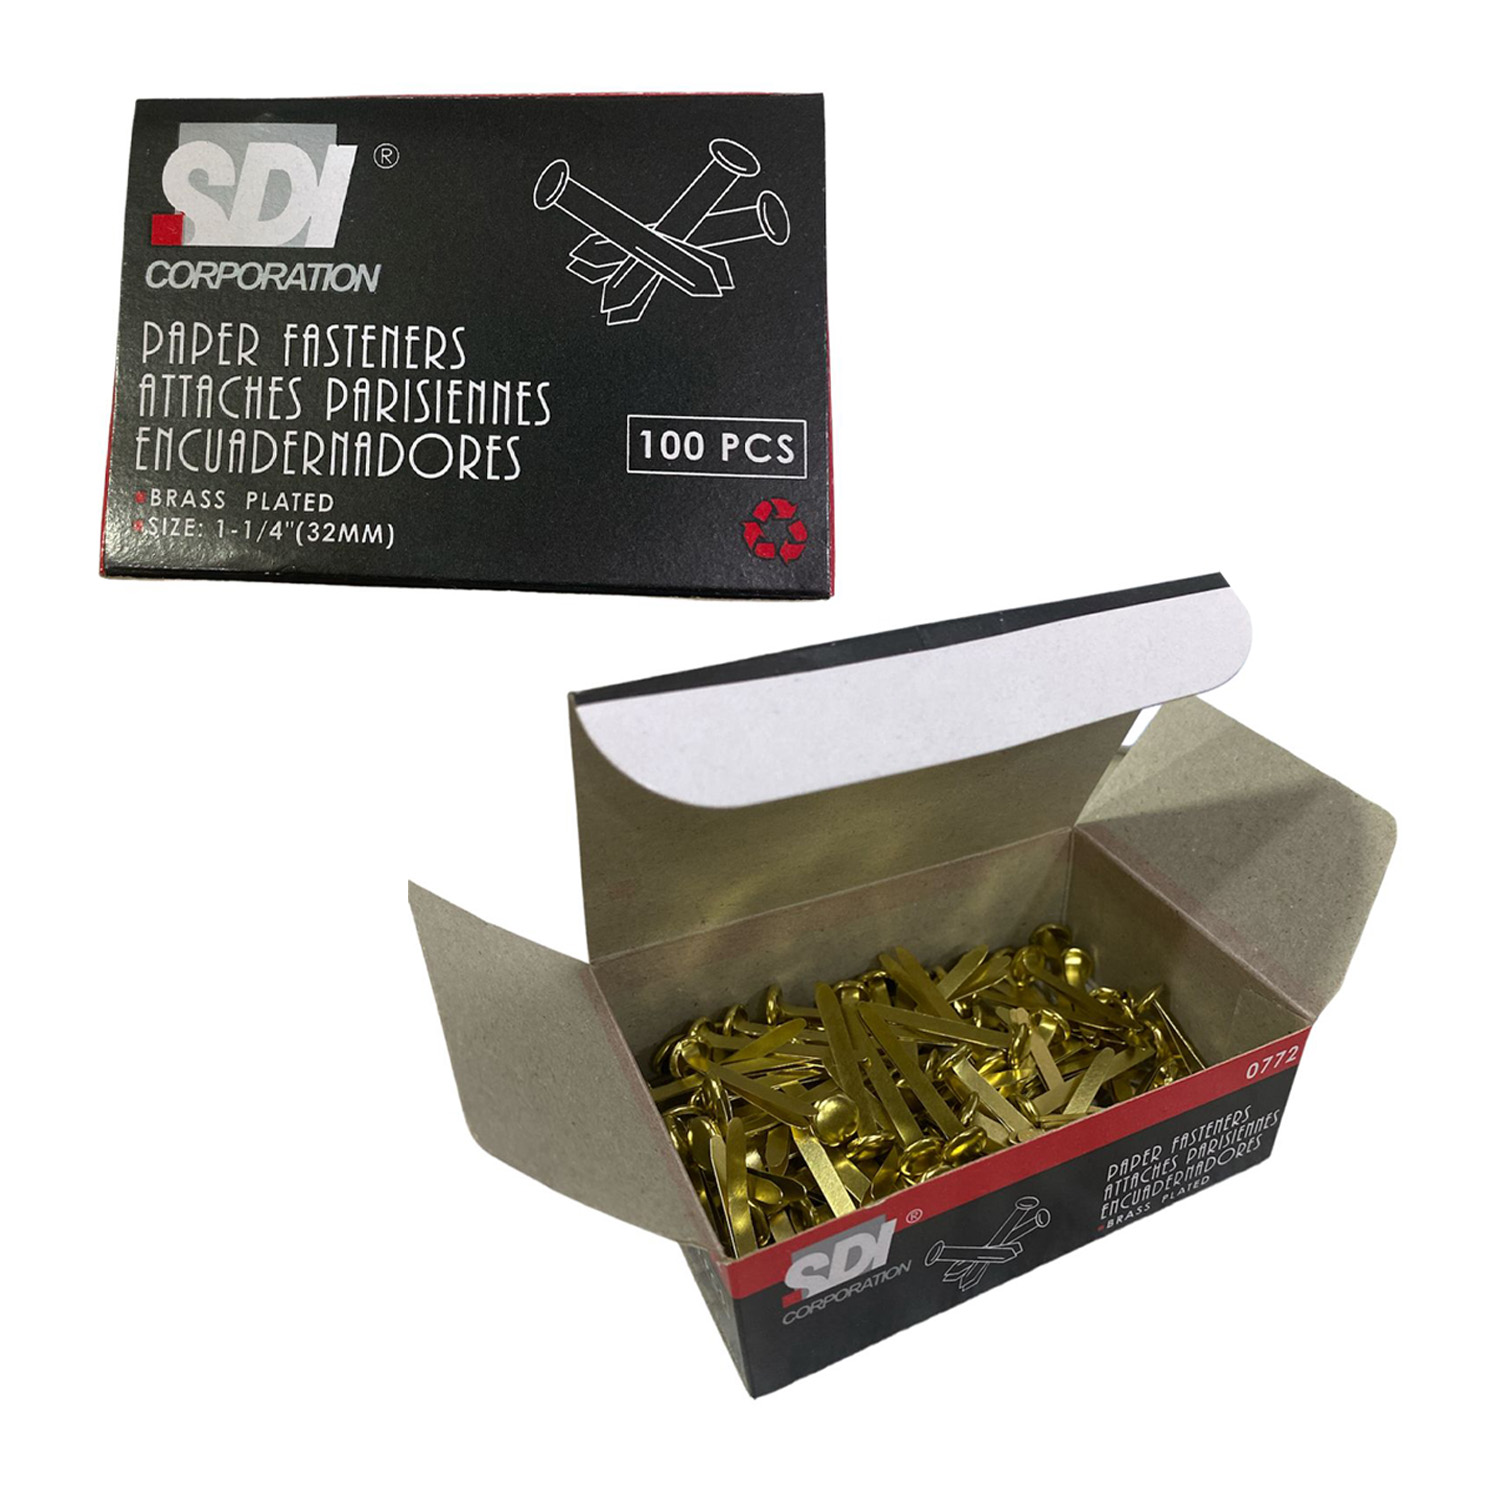 SDI ®
CORPORATION
PAPER FASTENERS
ATTACHES PARISIENNES
ENCUADERNADORES
100 PCS
BRASS PLATED
SIZE: 1-1/4"(32MM)
0772
SDI ®
CORPORATION
PAPER FASTENERS
ATTACHES PARISIENNES
ENCUADERNADORES
BRASS PLATED